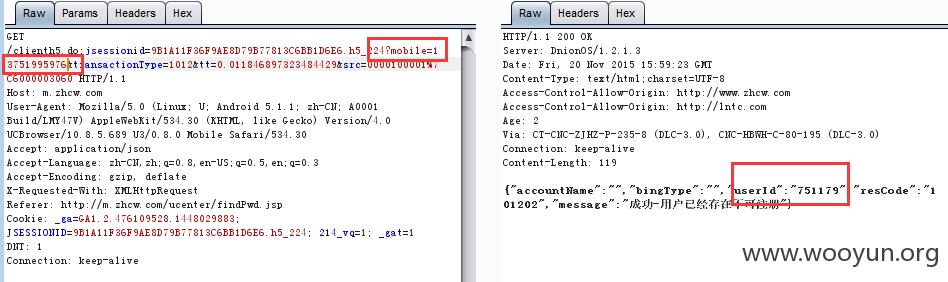 Raw Params Headers Hex
GET
/clienth5.do;jsessionid=9B1A11F36F9AE8D79B77813C6BB1D6E6.h5_224?mobile=1
3751995976&transactionType=1012&tt=0.011846897323484429&src=0000100001%7
C6000003060 HTTP/1.1
Host: m.zhcw.com
User-Agent: Mozilla/5.0 (Linux; U; Android 5.1.1; zh-CN; A0001
Build/LMY47V) AppleWebKit/534.30 (KHTML, like Gecko) Version/4.0
UCBrowser/10.8.5.689 U3/0.8.0 Mobile Safari/534.30
Accept: application/json
Accept-Language: zh-CN,zh;q=0.8,en-US;q=0.5,en;q=0.3
Accept-Encoding: gzip, deflate
X-Requested-With: XMLHttpRequest
Referer: http://m.zhcw.com/ucenter/findPwd.jsp
Cookie: _ga=GA1.2.476109528.1448029883;
JSESSIONID=9B1A11F36F9AE8D79B77813C6BB1D6E6.h5_224; 214_vq=1; _gat=1
DNT: 1
Connection: keep-alive
Raw Headers Hex
HTTP/1.1 200 OK
Server: DnionOS/1.2.1.3
Date: Fri, 20 Nov 2015 15:59:23 GMT
Content-Type: text/html;charset=UTF-8
Access-Control-Allow-Origin: http://www.zhcw.com
Access-Control-Allow-Origin: http://lntc.com
Age: 2
Via: CT-CNC-ZJHZ-P-235-8 (DLC-3.0), CNC-HBWH-C-80-195 (DLC-3.0)
Connection: keep-alive
Content-Length: 119
{"accountName":"","bingType":"","userId":"751179","resCode":"1
01202","message":"成功-用户已经存在不可注册"}
www.wooyun.org